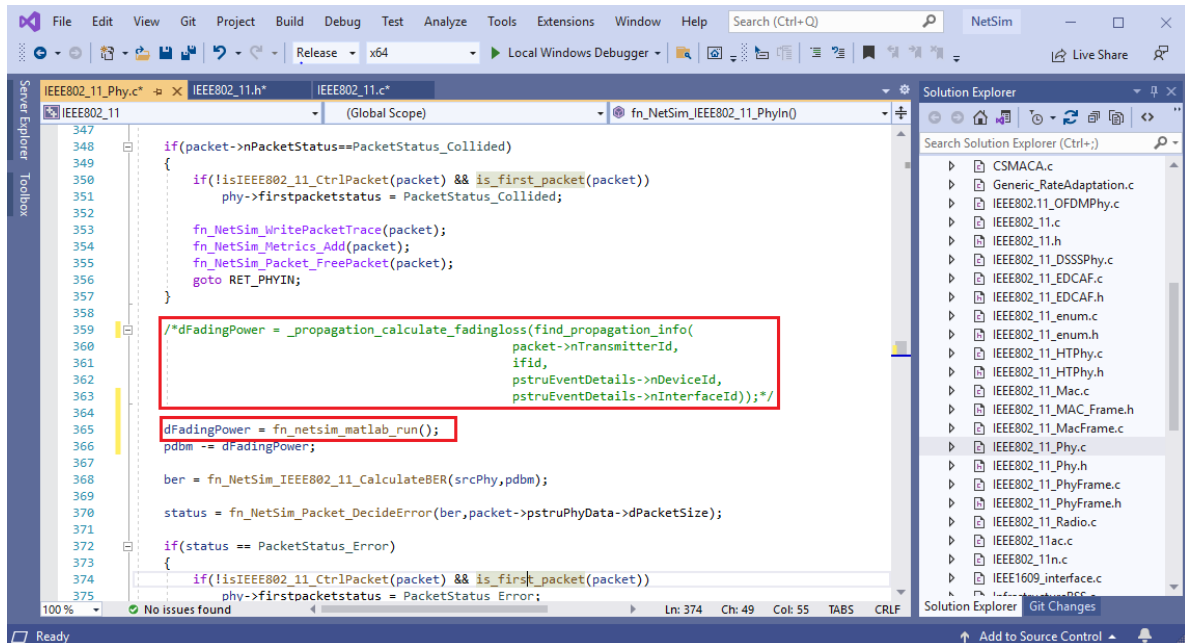 File Edit View Git Project Build Debug Test Analyze Tools Extensions Window Help Search (Ctrl+Q) NetSim
Release x64 Local Windows Debugger Live Share
Server Explorer
Toolbox
IEEE802_11_Phy.c* IEEE802_11.h* IEEE802_11.c*
IEEE802_11 (Global Scope) fn_NetSim_IEEE802_11_PhyIn()
347
348 if(packet->nPacketStatus==PacketStatus_Collided)
349 {
350 if(!isIEEE802_11_CtrlPacket(packet) && is_first_packet(packet))
351 phy->firstpacketstatus = PacketStatus_Collided;
352
353 fn_NetSim_WritePacketTrace(packet);
354 fn_NetSim_Metrics_Add(packet);
355 fn_NetSim_Packet_FreePacket(packet);
356 goto RET_PHYIN;
357 }
358
359 /*dFadingPower = _propagation_calculate_fadingloss(find_propagation_info(
360 packet->nTransmitterId,
361 ifid,
362 pstruEventDetails->nDeviceId,
363 pstruEventDetails->nInterfaceId));*/
364
365 dFadingPower = fn_netsim_matlab_run();
366 pdbm -= dFadingPower;
367
368 ber = fn_NetSim_IEEE802_11_CalculateBER(srcPhy,pdbm);
369
370 status = fn_NetSim_Packet_DecideError(ber,packet->pstruPhyData->dPacketSize);
371
372 if(status == PacketStatus_Error)
373 {
374 if(!isIEEE802_11_CtrlPacket(packet) && is_first_packet(packet))
375 phy->firstpacketstatus = PacketStatus_Error;
100 % No issues found Ln: 374 Ch: 49 Col: 55 TABS CRLF
Solution Explorer
Search Solution Explorer (Ctrl+;)
CSMACA.c
Generic_RateAdaptation.c
IEEE802.11_OFDMPhy.c
IEEE802_11.c
IEEE802_11.h
IEEE802_11_DSSSPhy.c
IEEE802_11_EDCAF.c
IEEE802_11_EDCAF.h
IEEE802_11_enum.c
IEEE802_11_enum.h
IEEE802_11_HTPhy.c
IEEE802_11_HTPhy.h
IEEE802_11_Mac.c
IEEE802_11_MAC_Frame.h
IEEE802_11_MacFrame.c
IEEE802_11_Phy.c
IEEE802_11_Phy.h
IEEE802_11_PhyFrame.c
IEEE802_11_PhyFrame.h
IEEE802_11_Radio.c
IEEE802_11ac.c
IEEE802_11n.c
IEEE1609_interface.c
Solution Explorer Git Changes
Ready Add to Source Control